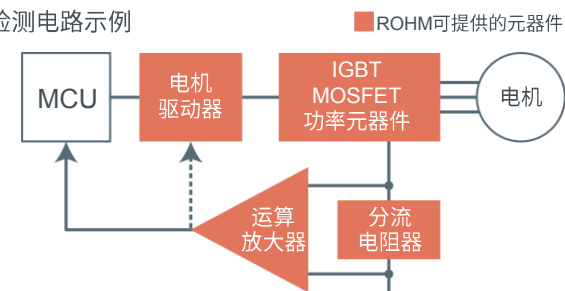 检测电路示例
ROHM可提供的元器件
MCU
电机
驱动器
IGBT
MOSFET
功率元器件
电机
运算
放大器
分流
电阻器